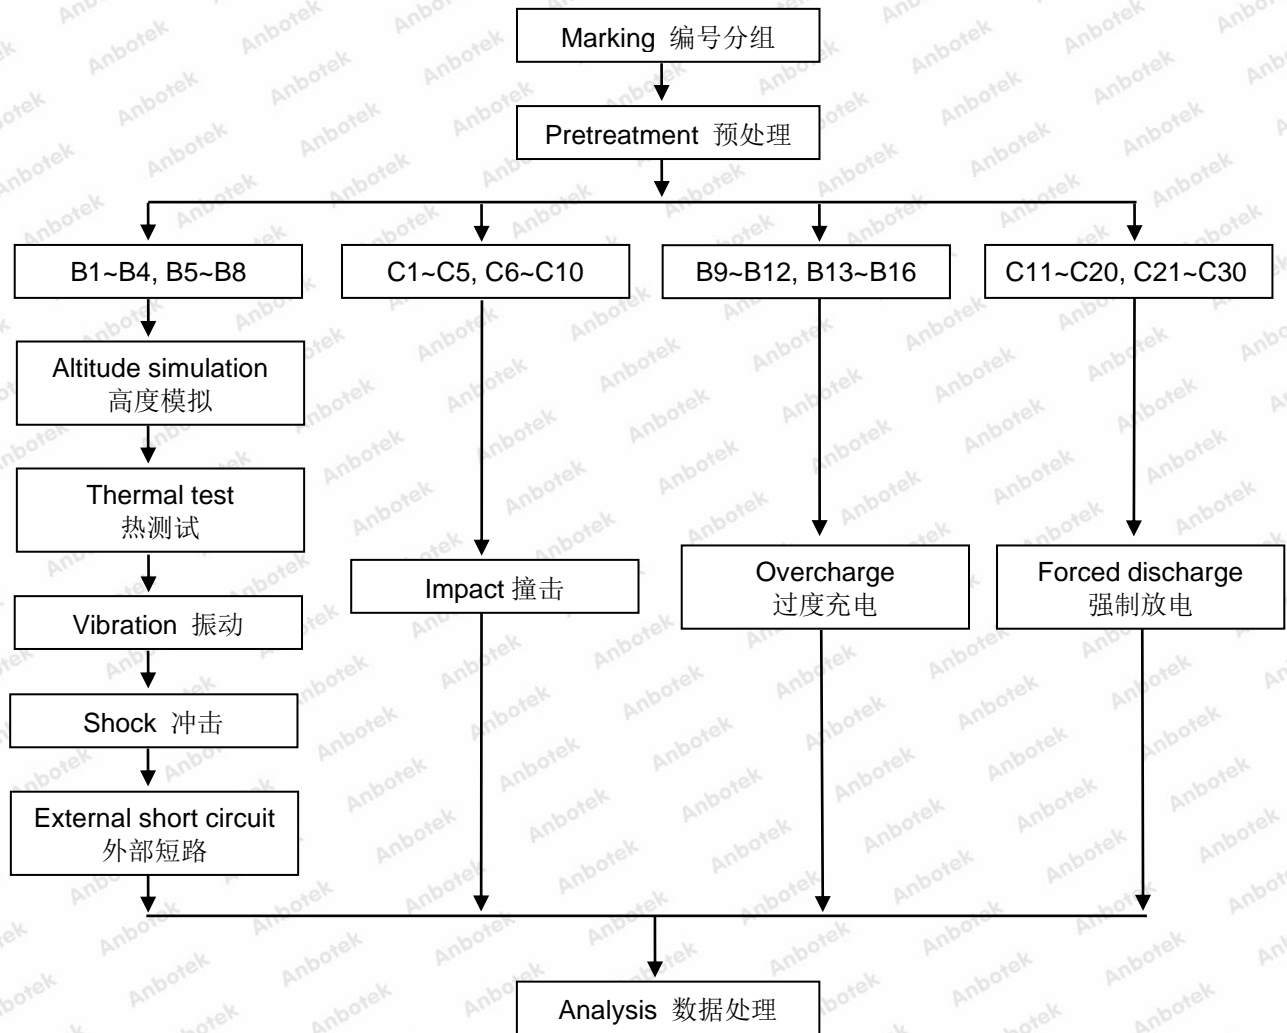 Marking 编号分组
Pretreatment 预处理
B1~B4, B5~B8
C1~C5, C6~C10
B9~B12, B13~B16
C11~C20, C21~C30
Altitude simulation
高度模拟
Thermal test
热测试
Vibration 振动
Shock 冲击
External short circuit
外部短路
Impact 撞击
Overcharge
过度充电
Forced discharge
强制放电
Analysis 数据处理
Anbotek